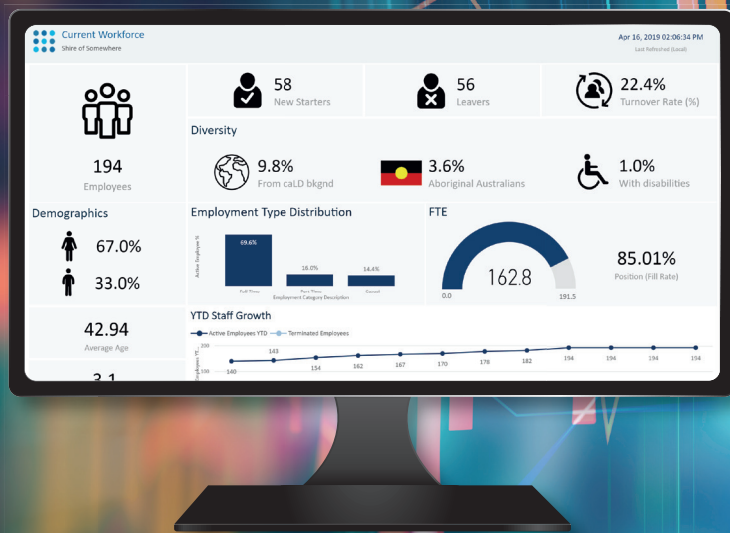 Current Workforce
Shire of Somewhere
Apr 16, 2019 02:06:34 PM
Last Refreshed (Local)
194
Employees
58
New Starters
56
Leavers
22.4%
Turnover Rate (%)
Diversity
9.8%
From caLD bkgnd
3.6%
Aboriginal Australians
1.0%
With disabilities
Demographics
67.0%
33.0%
42.94
Average Age
Employment Type Distribution
Active Employee %
69.6%
16.0%
14.4%
Employment Category Description
FTE
162.8
0.0
191.5
85.01%
Position (Fill Rate)
YTD Staff Growth
Active Employees YTD
Terminated Employees
200
100
140
143
154
162
167
170
178
182
194
194
194
194